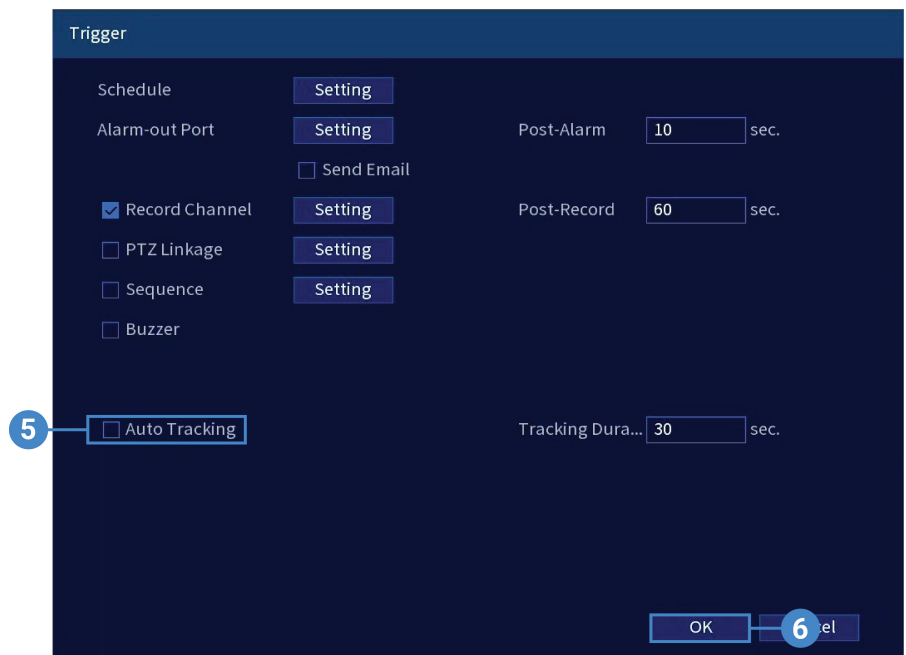 Trigger
Schedule Setting
Alarm-out Port Setting Post-Alarm 10 sec.
Send Email
Record Channel Setting Post-Record 60 sec.
PTZ Linkage Setting
Sequence Setting
Buzzer
5 Auto Tracking Tracking Dura... 30 sec.
OK 6 el